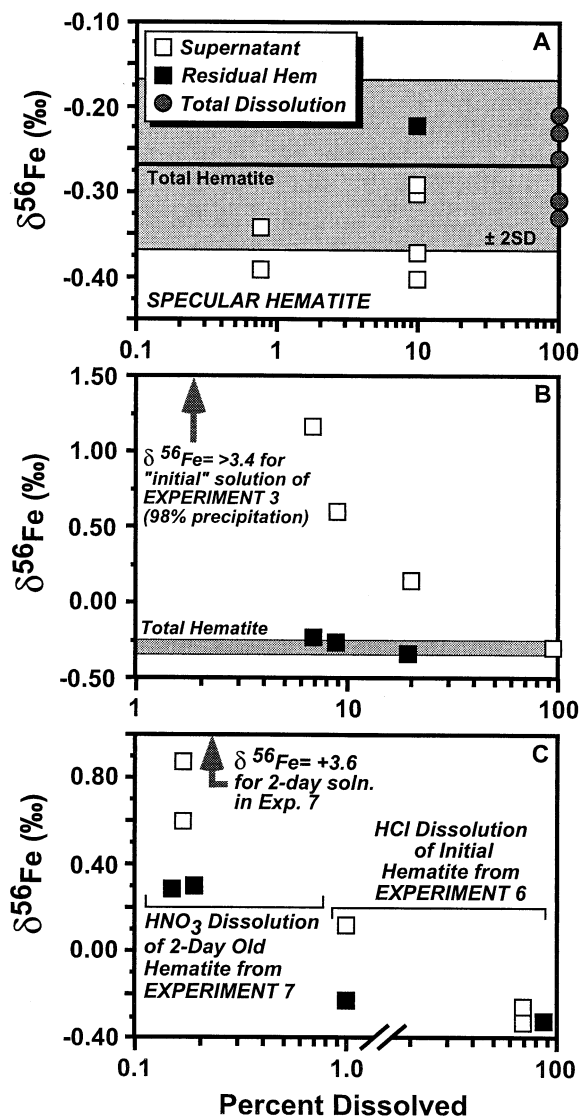 -0.10
A
Supernatant
Residual Hem
Total Dissolution
-0.20
-0.30
-0.40
δ56Fe (‰)
Total Hematite
± 2SD
SPECULAR HEMATITE
0.1
1
10
100
1.50
B
1.00
0.50
0.00
-0.50
δ56Fe (‰)
δ 56Fe= >3.4 for
"initial" solution of
EXPERIMENT 3
(98% precipitation)
Total Hematite
1
10
100
C
0.80
0.40
0.00
-0.40
δ56Fe (‰)
δ 56Fe= +3.6
for 2-day soln.
in Exp. 7
HCl Dissolution
of Initial
Hematite from
EXPERIMENT 6
HNO3 Dissolution
of 2-Day Old
Hematite from
EXPERIMENT 7
0.1
1.0
100
Percent Dissolved